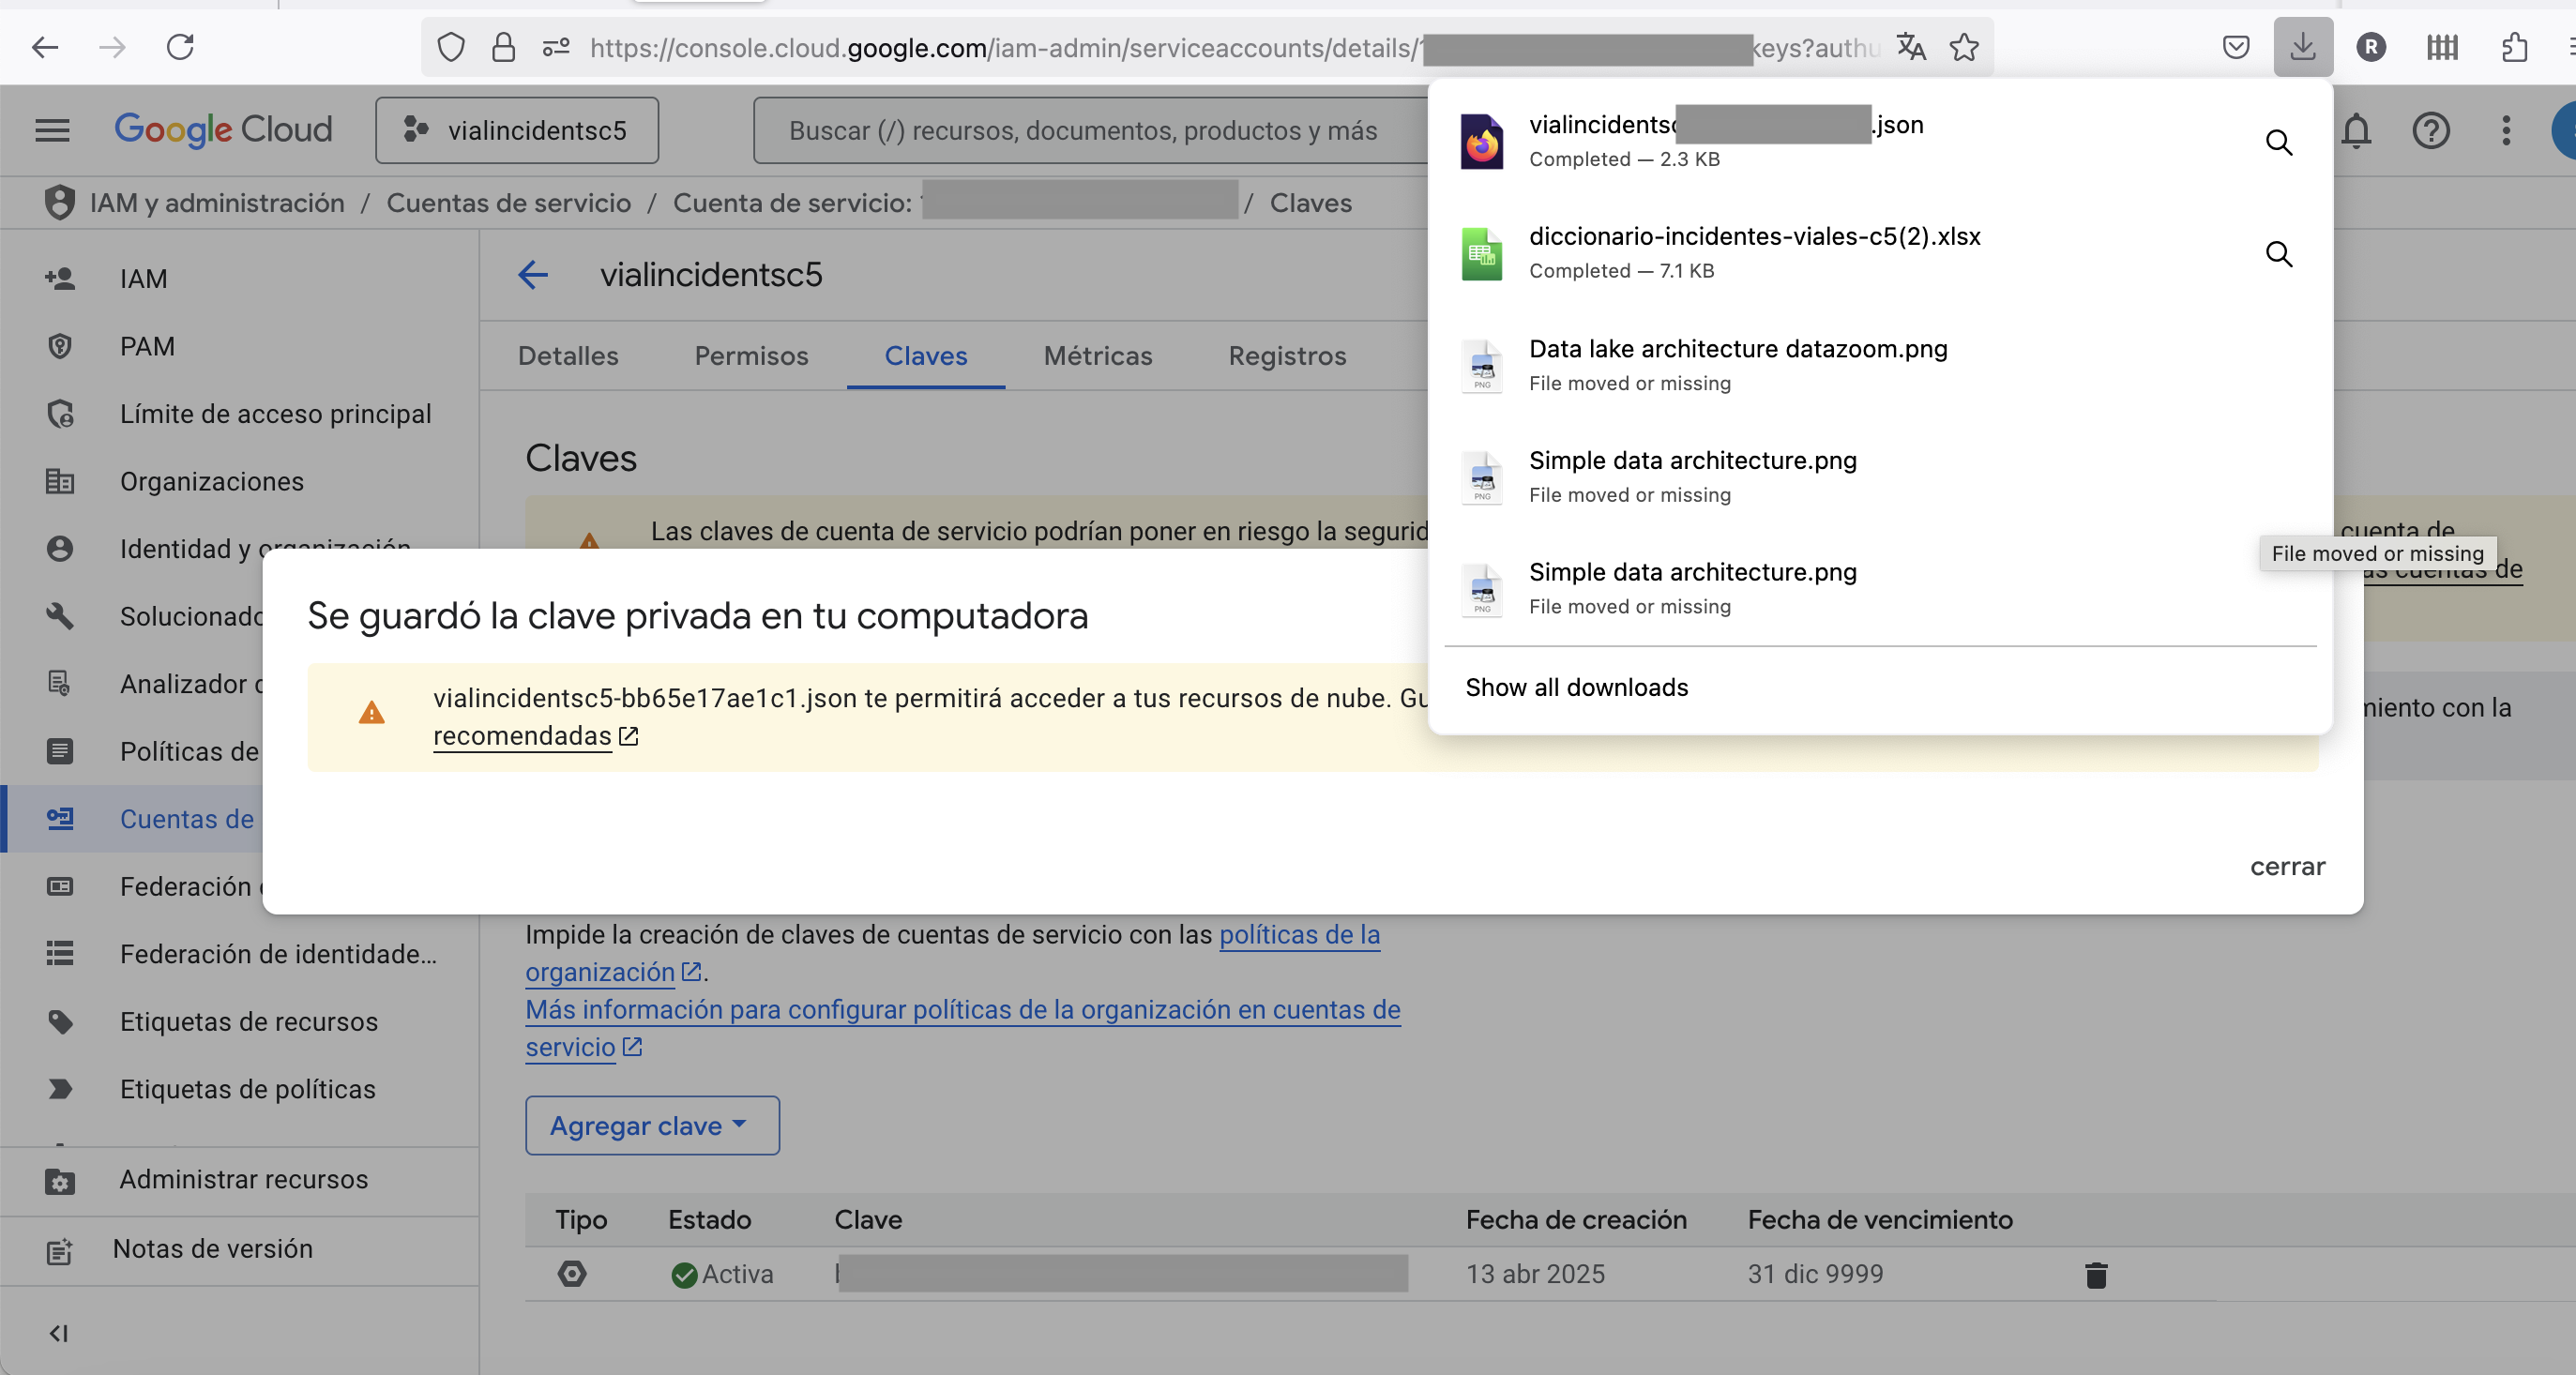 https://console.cloud.google.com/iam-admin/serviceaccounts/details/
keys?authu
Google Cloud
vialincidentsc5
Buscar (/) recursos, documentos, productos y más
IAM y administración / Cuentas de servicio / Cuenta de servicio: / Claves
IAM
PAM
Límite de acceso principal
Organizaciones
Identidad y organización
Solucionado
Analizador
Políticas de
Cuentas de
Federación
Federación de identidade...
Etiquetas de recursos
Etiquetas de políticas
Administrar recursos
Notas de versión
vialincidentsc5
Detalles
Permisos
Claves
Métricas
Registros
Claves
Las claves de cuenta de servicio podrían poner en riesgo la segurid
cuenta de
as cuentas de
miento con la
Se guardó la clave privada en tu computadora
vialincidentsc5-bb65e17ae1c1.json te permitirá acceder a tus recursos de nube. Gu
recomendadas
cerrar
vialincidentsc .json
Completed — 2.3 KB
diccionario-incidentes-viales-c5(2).xlsx
Completed — 7.1 KB
Data lake architecture datazoom.png
File moved or missing
Simple data architecture.png
File moved or missing
Simple data architecture.png
File moved or missing
Show all downloads
File moved or missing
Impide la creación de claves de cuentas de servicio con las políticas de la
organización.
Más información para configurar políticas de la organización en cuentas de
servicio
Agregar clave
Tipo Estado Clave Fecha de creación Fecha de vencimiento
Activa 13 abr 2025 31 dic 9999
R
PNG
PNG
PNG